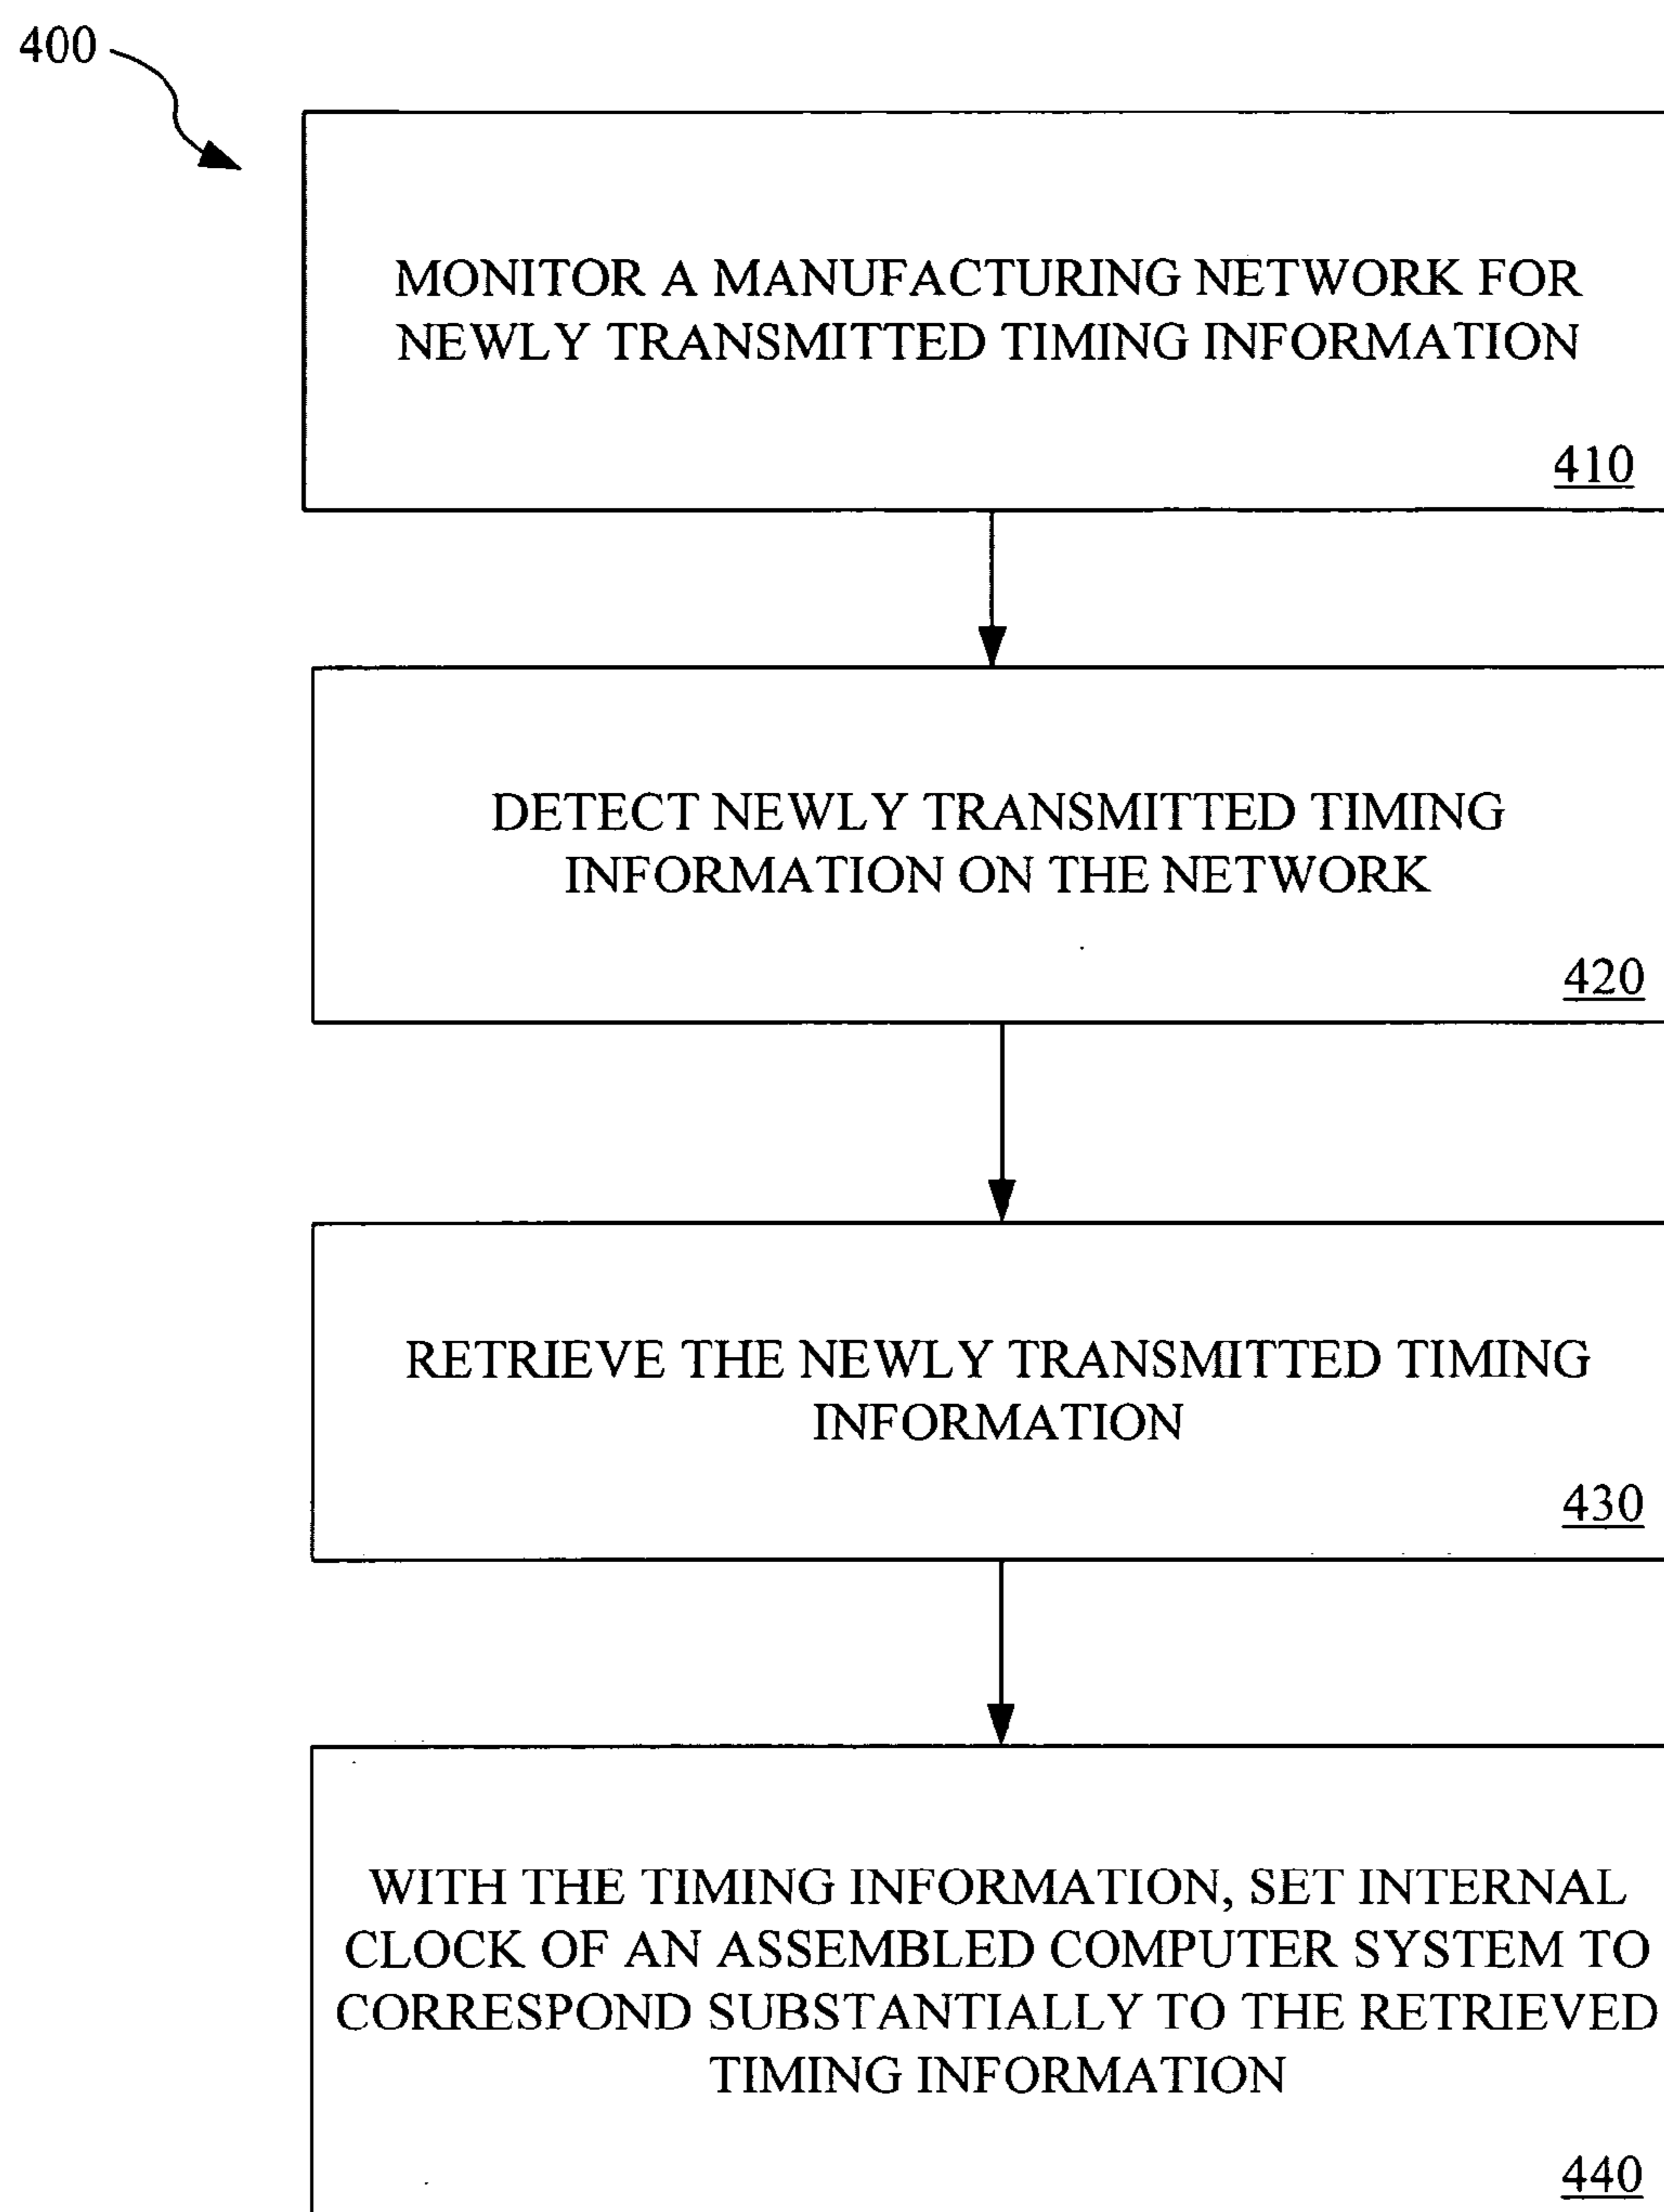 400
MONITOR A MANUFACTURING NETWORK FOR
NEWLY TRANSMITTED TIMING INFORMATION
410
DETECT NEWLY TRANSMITTED TIMING
INFORMATION ON THE NETWORK
420
RETRIEVE THE NEWLY TRANSMITTED TIMING
INFORMATION
430
WITH THE TIMING INFORMATION, SET INTERNAL
CLOCK OF AN ASSEMBLED COMPUTER SYSTEM TO
CORRESPOND SUBSTANTIALLY TO THE RETRIEVED
TIMING INFORMATION
440